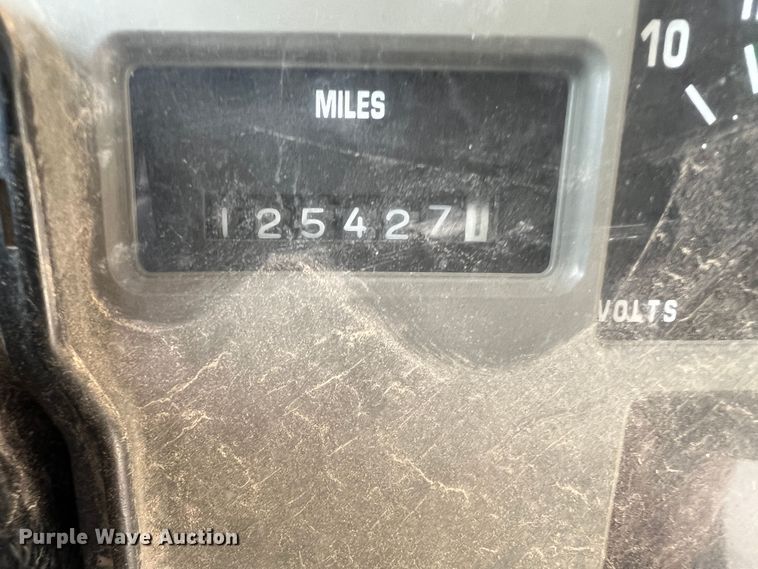 10
MILES
125427
VOLTS
Purple Wave Auction